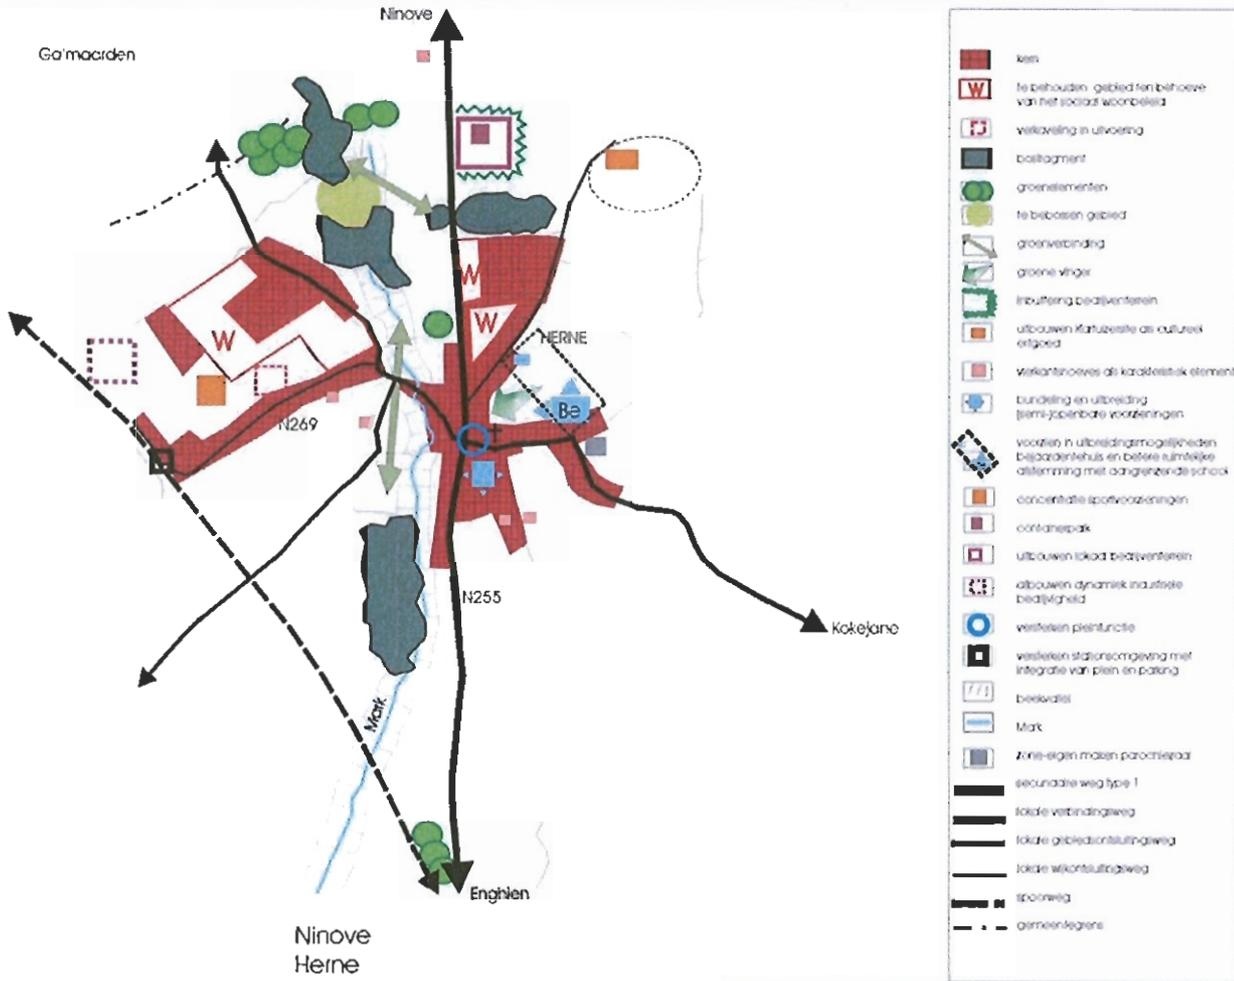 Ninove
Ga'maarden
W
W
W
HERNE
Be
N269
N255
Kokejane
Mark
Enghien
Ninove
Herne
kern
W
te behouden gebied ten behoeve
van het sociaal woonbeleid
verkaveling in uitvoering
bosfragment
groenelementen
te bebossen gebied
groenverbinding
groene vinger
inbuffering bedrijventerrein
uitbouwen Kartuizersite als cultureel
erfgoed
vierkantshoeves als karakteristiek element
bundeling en uitbreiding
(semi-)openbare voorzieningen
voorzien in uitbreidingsmogelijkheden
bejaardentehuis en betere ruimtelijke
afstemming met aangrenzende school
concentratie sportvoorzieningen
containerpark
uitbouwen lokaal bedrijventerrein
afbouwen dynamiek industriële
bedrijvigheid
versterken pleinfunctie
versterken stationsomgeving met
integratie van plein en parking
beekvallei
Mark
zone-eigen maken parochiezaal
secundaire weg type 1
lokale verbindingsweg
lokale gebiedsontsluitingsweg
lokale wijkontsluitingsweg
spoorweg
gemeentegrens